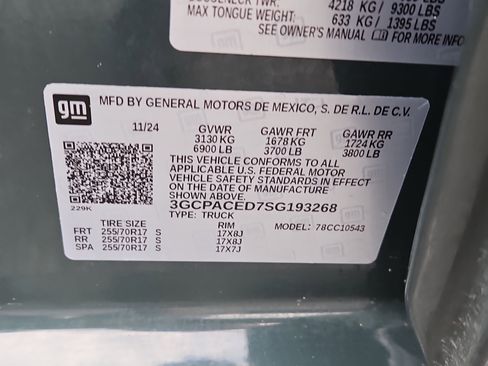 4218 KG / 9300 LBS
MAX TONGUE WEIGHT: 633 KG / 1395 LBS
SEE OWNER'S MANUAL FOR MORE
gm
MFD BY GENERAL MOTORS DE MEXICO, S. DE R.L. DE C.V.
11/24 GVWR GAWR FRT GAWR RR
3130 KG 1678 KG 1724 KG
6900 LB 3700 LB 3800 LB
THIS VEHICLE CONFORMS TO ALL
APPLICABLE U.S. FEDERAL MOTOR
VEHICLE SAFETY STANDARDS IN EFFECT
ON THE DATE OF MANUFACTURE
SHOWN ABOVE.
3GCPACED7SG193268
229K TYPE: TRUCK
TIRE SIZE RIM MODEL: 78CC10543
FRT 255/70R17 S 17X8J
RR 255/70R17 S 17X8J
SPA 255/70R17 S 17X7J